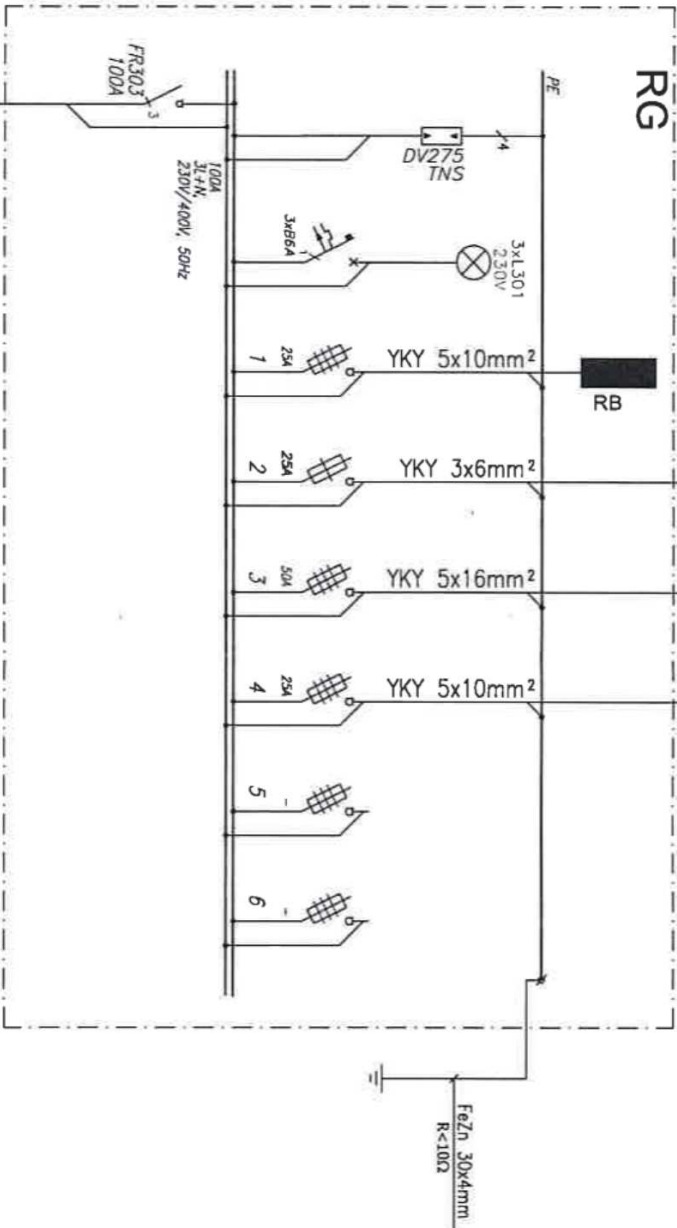 RG
PE
FR303
100A
3
100A
3L+N,
230V/400V, 50Hz
DV275
TNS
4
3xB6A
3xL301
230V
1
25A
YKY 5x10mm²
RB
2
25A
YKY 3x6mm²
3
50A
YKY 5x16mm²
4
25A
YKY 5x10mm²
5
-
6
-
FeZn 30x4mm
R<10Ω